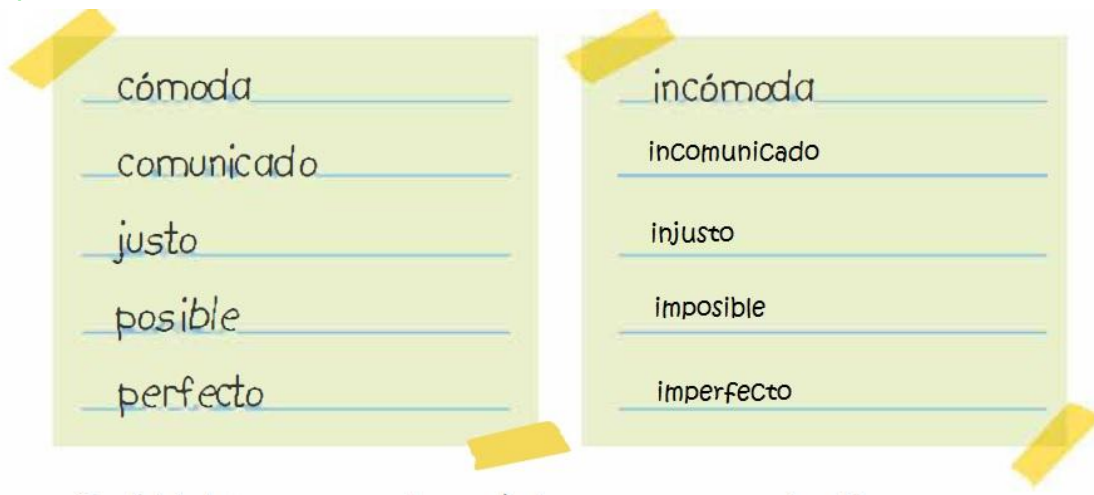 cómoda
comunicado
justo
posible
perfecto
incómoda
incomunicado
injusto
imposible
imperfecto